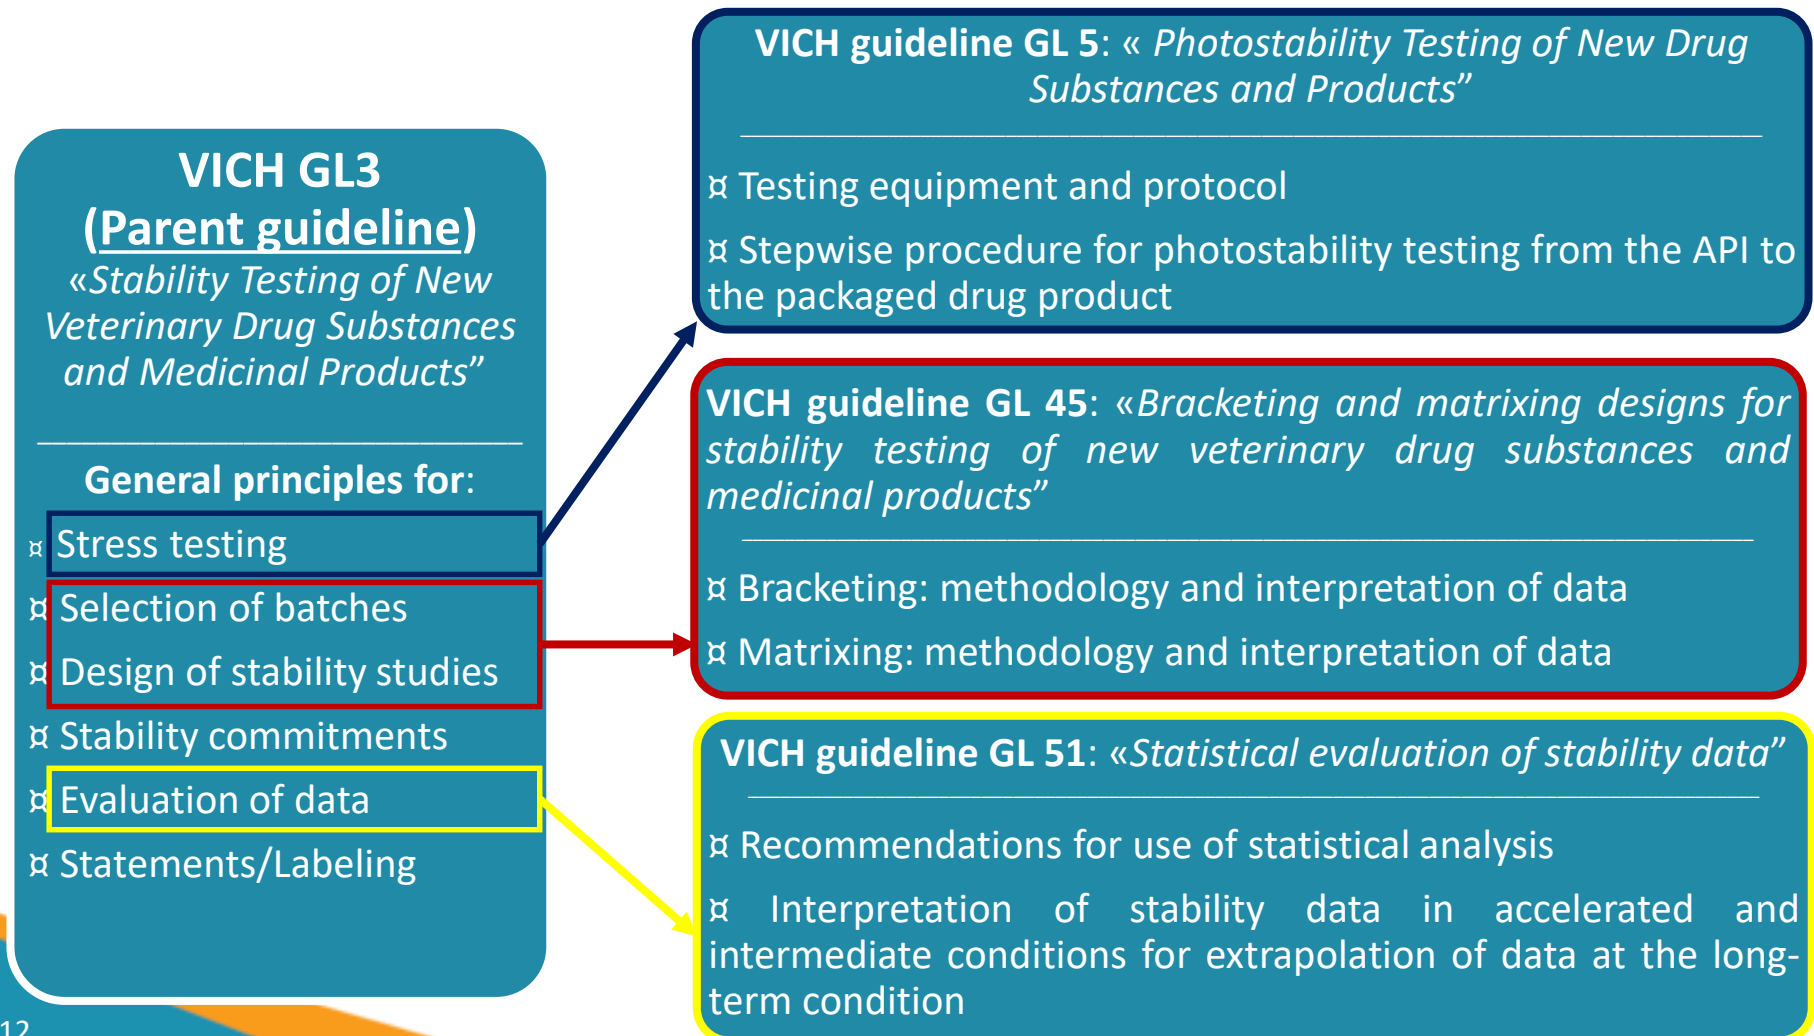 VICH GL3
(Parent guideline)
«Stability Testing of New
Veterinary Drug Substances
and Medicinal Products”
General principles for:
¤ Stress testing
¤ Selection of batches
¤ Design of stability studies
¤ Stability commitments
¤ Evaluation of data
¤ Statements/Labeling
VICH guideline GL 5: « Photostability Testing of New Drug
Substances and Products”
¤ Testing equipment and protocol
¤ Stepwise procedure for photostability testing from the API to
the packaged drug product
VICH guideline GL 45: «Bracketing and matrixing designs for
stability testing of new veterinary drug substances and
medicinal products”
¤ Bracketing: methodology and interpretation of data
¤ Matrixing: methodology and interpretation of data
VICH guideline GL 51: «Statistical evaluation of stability data”
¤ Recommendations for use of statistical analysis
¤ Interpretation of stability data in accelerated and
intermediate conditions for extrapolation of data at the long-
term condition
12